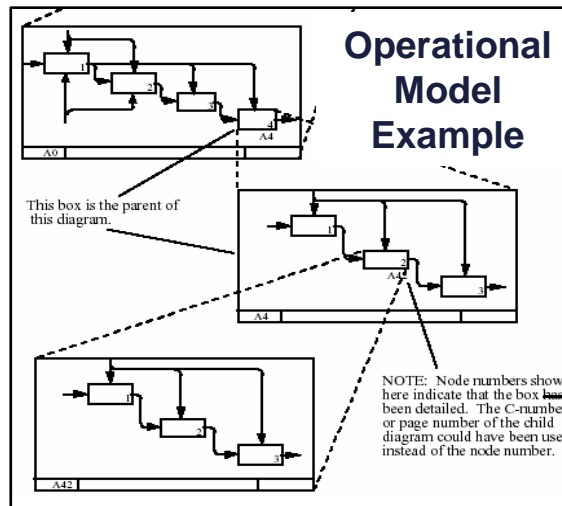 Operational
Model
Example
1
2
3
4
A4
A0
This box is the parent of
this diagram.
1
2
A42
3
A4
NOTE: Node numbers show
here indicate that the box has
been detailed. The C-numbe
or page number of the child
diagram could have been use
instead of the node number.
1
2
3
A42